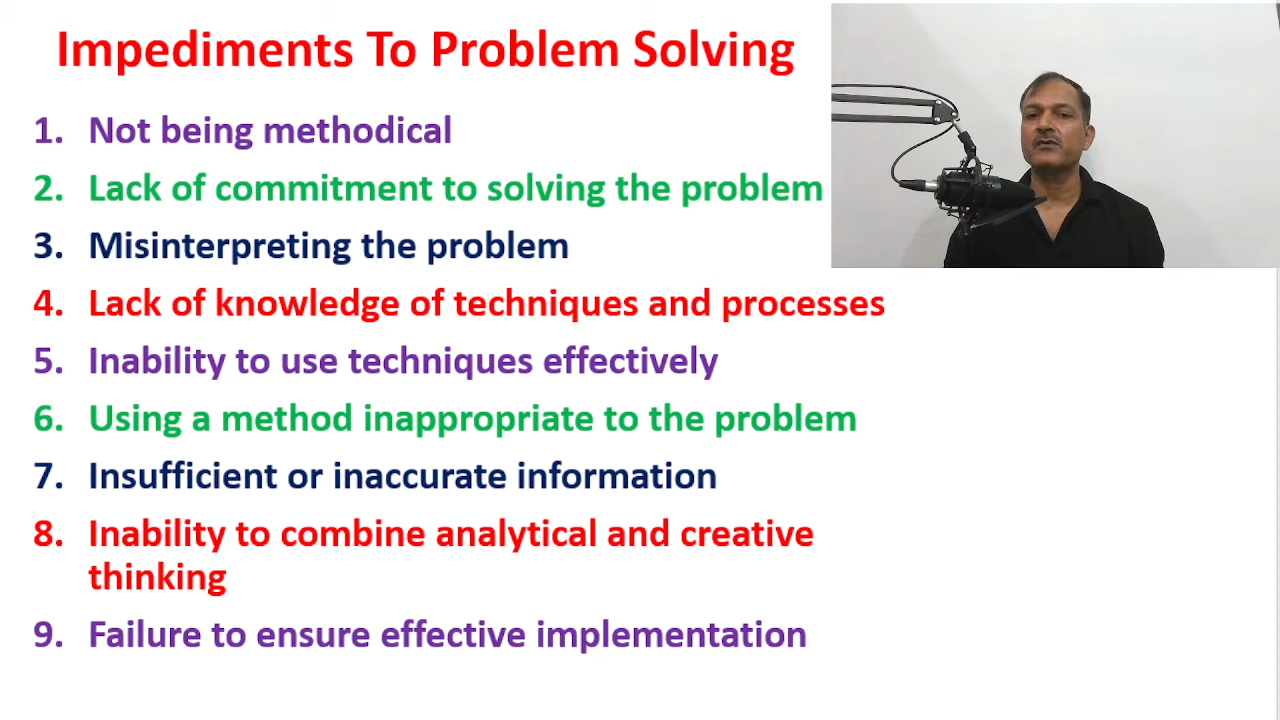 Impediments To Problem Solving
1. Not being methodical
2. Lack of commitment to solving the problem
3. Misinterpreting the problem
4. Lack of knowledge of techniques and processes
5. Inability to use techniques effectively
6. Using a method inappropriate to the problem
7. Insufficient or inaccurate information
8. Inability to combine analytical and creative
thinking
9. Failure to ensure effective implementation